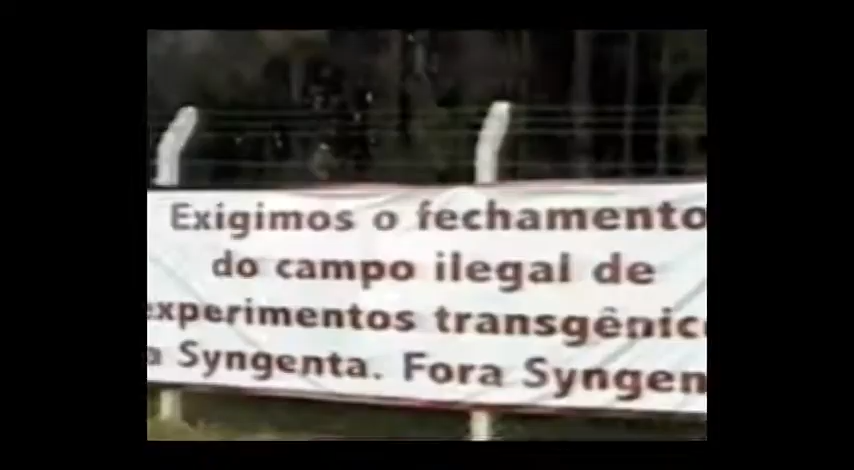 Exigimos o fechamento
do campo ilegal de
experimentos transgênic
a Syngenta. Fora Syngen